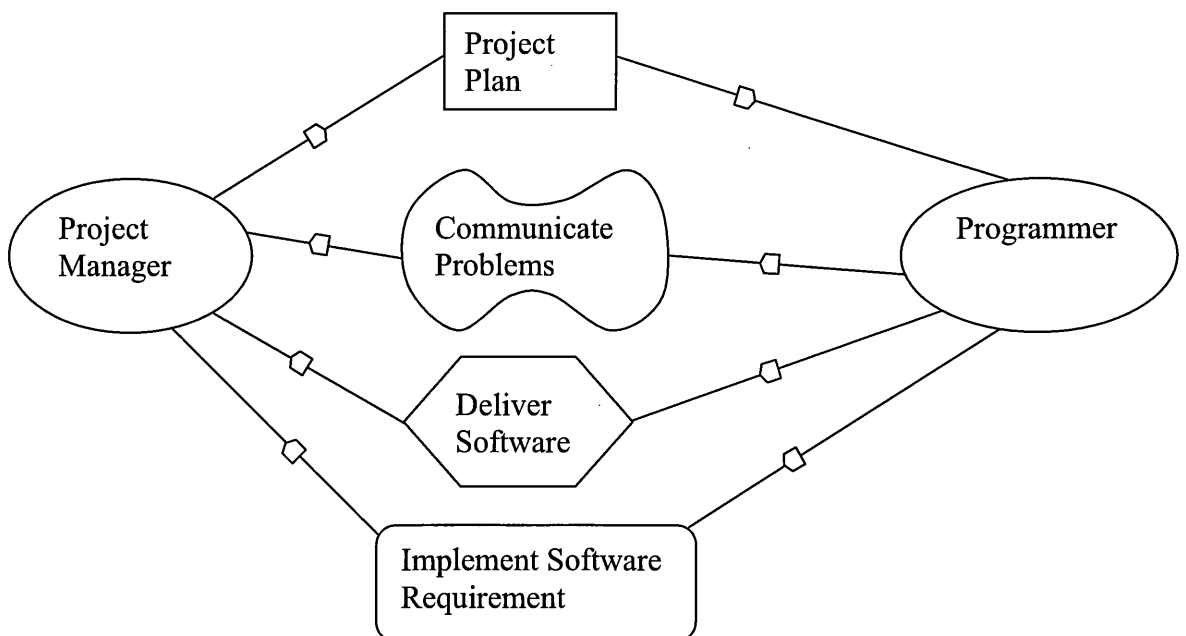 Project
Plan
Project
Manager
Communicate
Problems
Programmer
Deliver
Software
Implement Software
Requirement